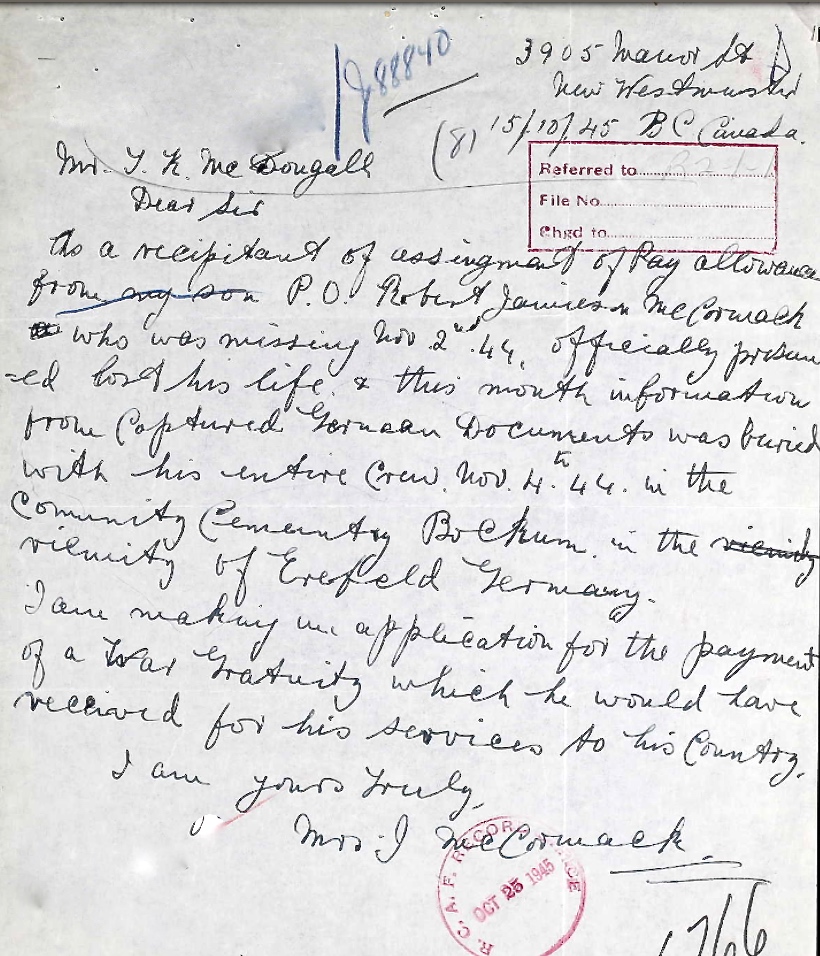 J88840
3905 Manor St
New Westminster
(8) 15/10/45 BC Canada.
Mr. T. K. McDougall
Dear Sir
Referred to
File No
Chgd to
As a recipitant of assingment of Pay allowance
from my son P.O. Robert Jamieson McCormack
who was missing Nov. 2nd. 44, officially presum
-ed lost his life. & this month information
from Captured German Documents was buried
with his entire Crew. Nov. 4th. 44. in the
Comunity Cementry Bockum. in the vicinity
vicinity of Erefeld Germany.
I am making an application for the payment
of a War Gratuity which he would have
received for his services to his Country.
I am yours truly,
Mrs. J McCormack
R.C.A.F. RECORD OFFICE
OCT 25 1945
1766